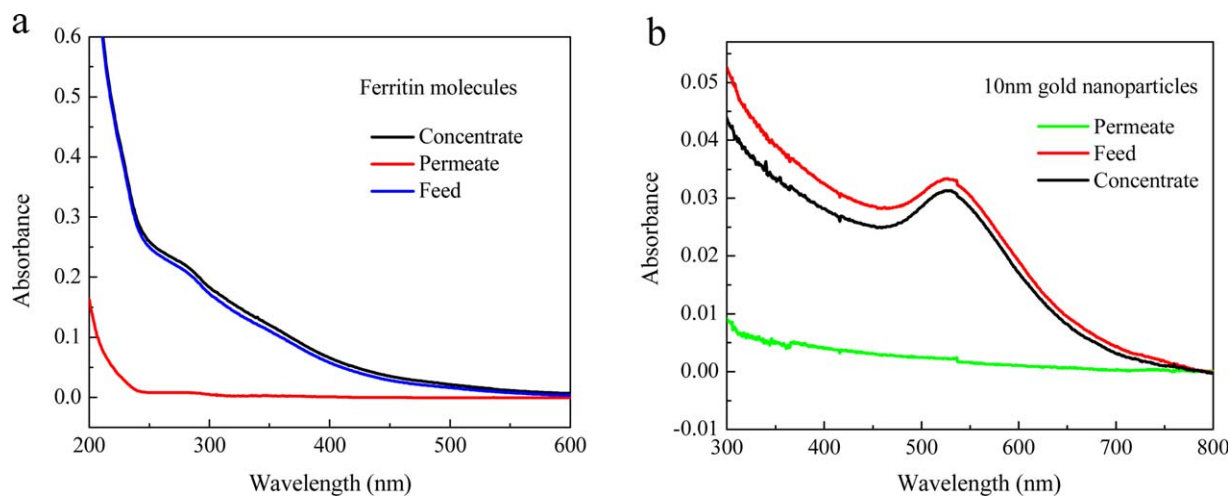 a
0.6
0.5
0.4
0.3
0.2
0.1
0.0
Absorbance
200
300
400
500
600
Wavelength (nm)
Ferritin molecules
Concentrate
Permeate
Feed
b
0.05
0.04
0.03
0.02
0.01
0.00
-0.01
Absorbance
300
400
500
600
700
800
Wavelength (nm)
10nm gold nanoparticles
Permeate
Feed
Concentrate